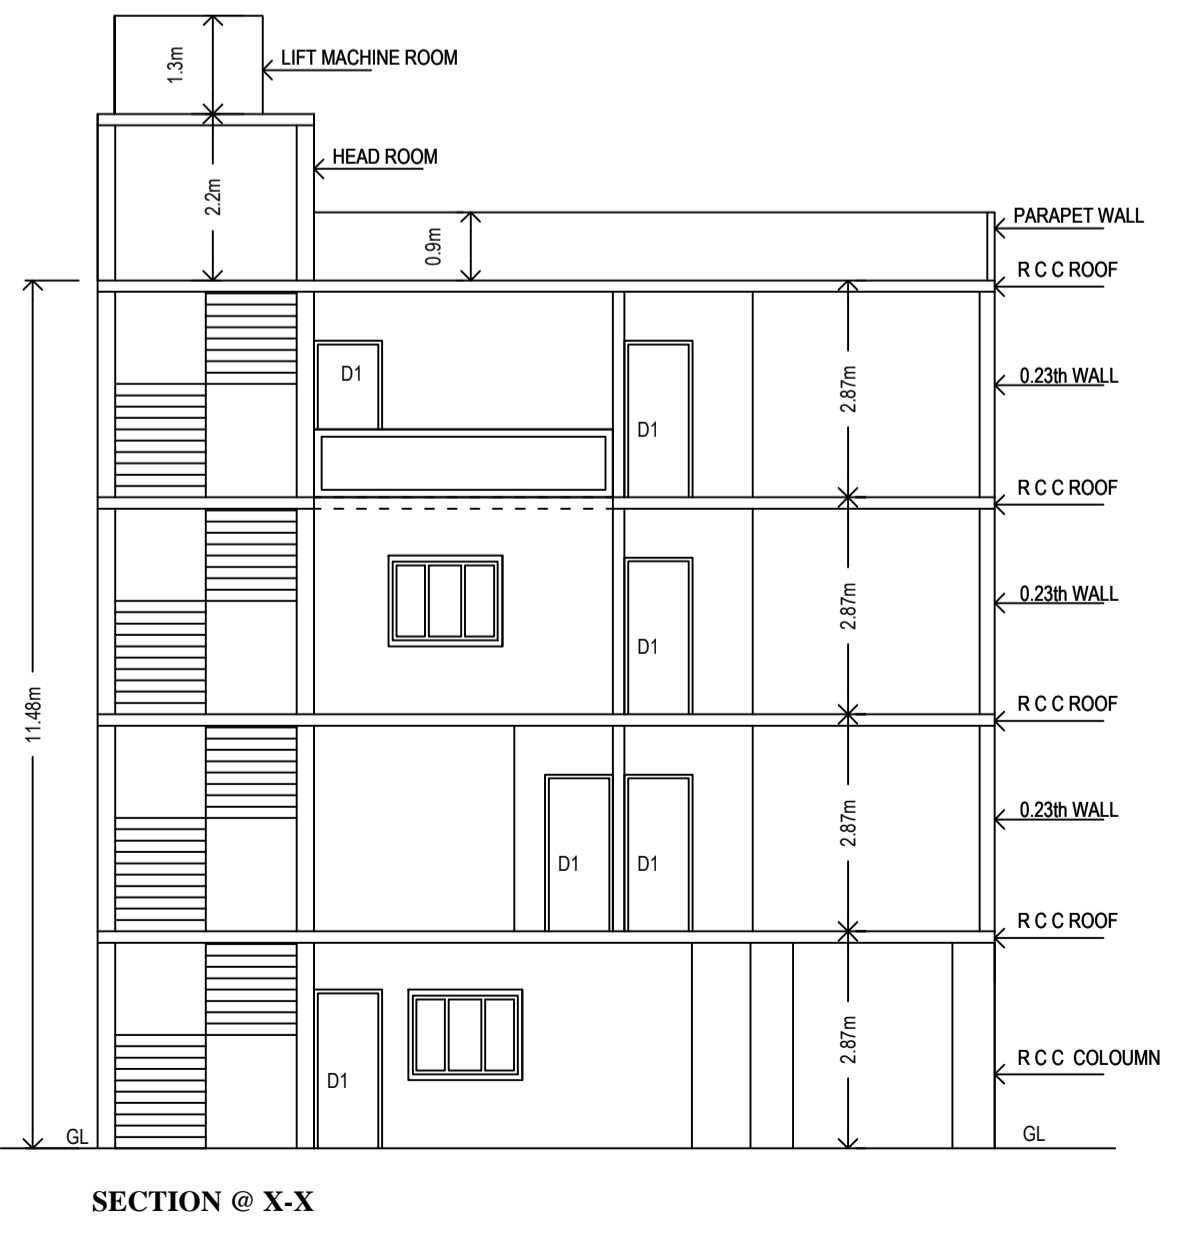 1.3m
LIFT MACHINE ROOM
HEAD ROOM
2.2m
PARAPET WALL
0.9m
R C C ROOF
D1
2.87m
0.23th WALL
D1
R C C ROOF
2.87m
0.23th WALL
D1
11.48m
R C C ROOF
2.87m
0.23th WALL
D1
D1
R C C ROOF
2.87m
R C C COLOUMN
D1
GL
GL
SECTION @ X-X